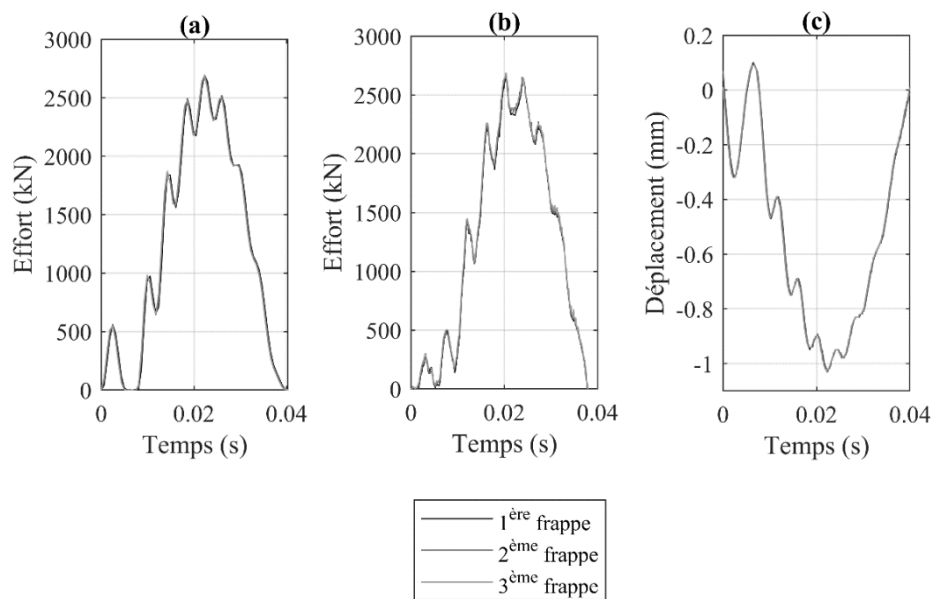 (a)
3000
2500
2000
1500
1000
500
0
Effort (kN)
0 0.02 0.04
Temps (s)
(b)
3000
2500
2000
1500
1000
500
0
Effort (kN)
0 0.02 0.04
Temps (s)
(c)
0.2
0
-0.2
-0.4
-0.6
-0.8
-1
Déplacement (mm)
0 0.02 0.04
Temps (s)
1ère frappe
2ème frappe
3ème frappe